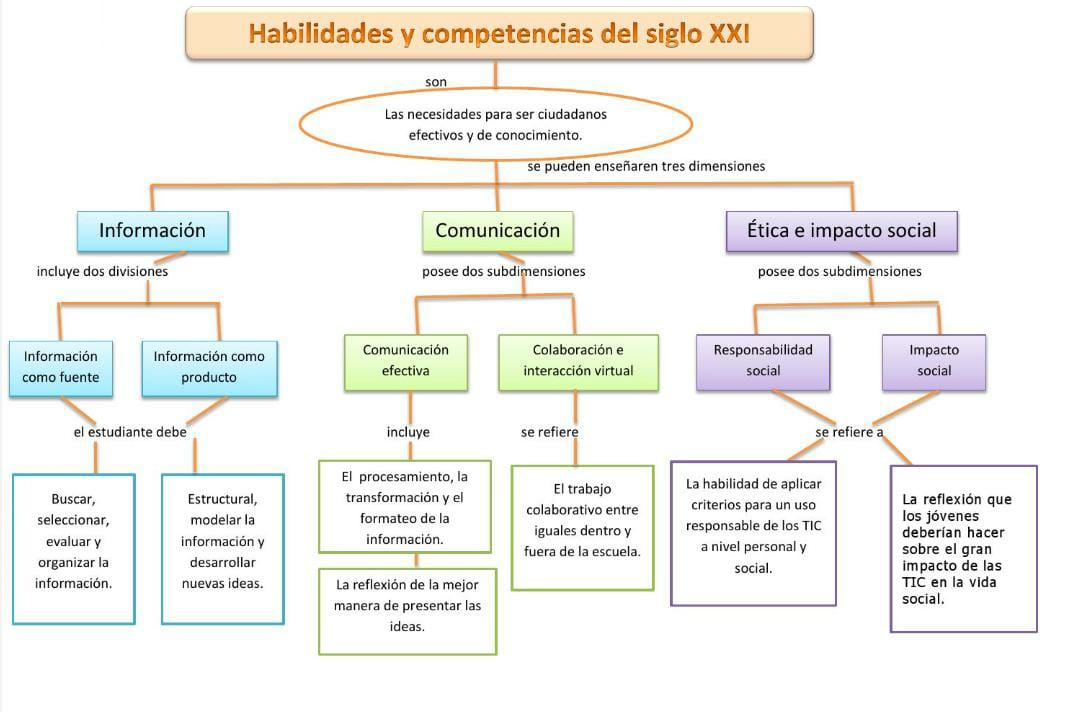 Habilidades y competencias del siglo XXI
son
Las necesidades para ser ciudadanos
efectivos y de conocimiento.
se pueden enseñaren tres dimensiones
Información
Comunicación
Ética e impacto social
incluye dos divisiones
posee dos subdimensiones
posee dos subdimensiones
Información
como fuente
Información como
producto
Comunicación
efectiva
Colaboración e
interacción virtual
Responsabilidad
social
Impacto
social
el estudiante debe
incluye
se refiere
se refiere a
Buscar,
seleccionar,
evaluar y
organizar la
información.
Estructural,
modelar la
información y
desarrollar
nuevas ideas.
El procesamiento, la
transformación y el
formateo de la
información.
La reflexión de la mejor
manera de presentar las
ideas.
El trabajo
colaborativo entre
iguales dentro y
fuera de la escuela.
La habilidad de aplicar
criterios para un uso
responsable de los TIC
a nivel personal y
social.
La reflexión que
los jóvenes
deberían hacer
sobre el gran
impacto de las
TIC en la vida
social.